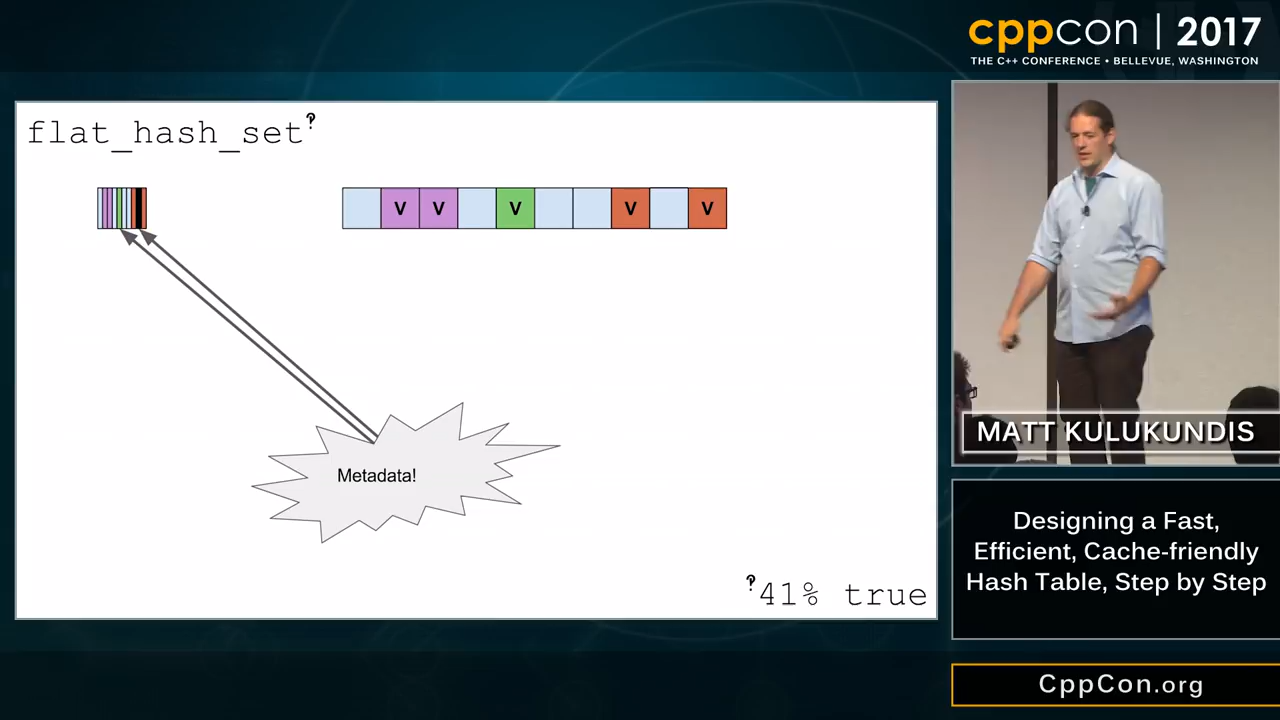 cppcon | 2017
THE C++ CONFERENCE • BELLEVUE, WASHINGTON
flat_hash_set‽
V V V V V
Metadata!
‽41% true
MATT KULUKUNDIS
Designing a Fast,
Efficient, Cache-friendly
Hash Table, Step by Step
CppCon.org